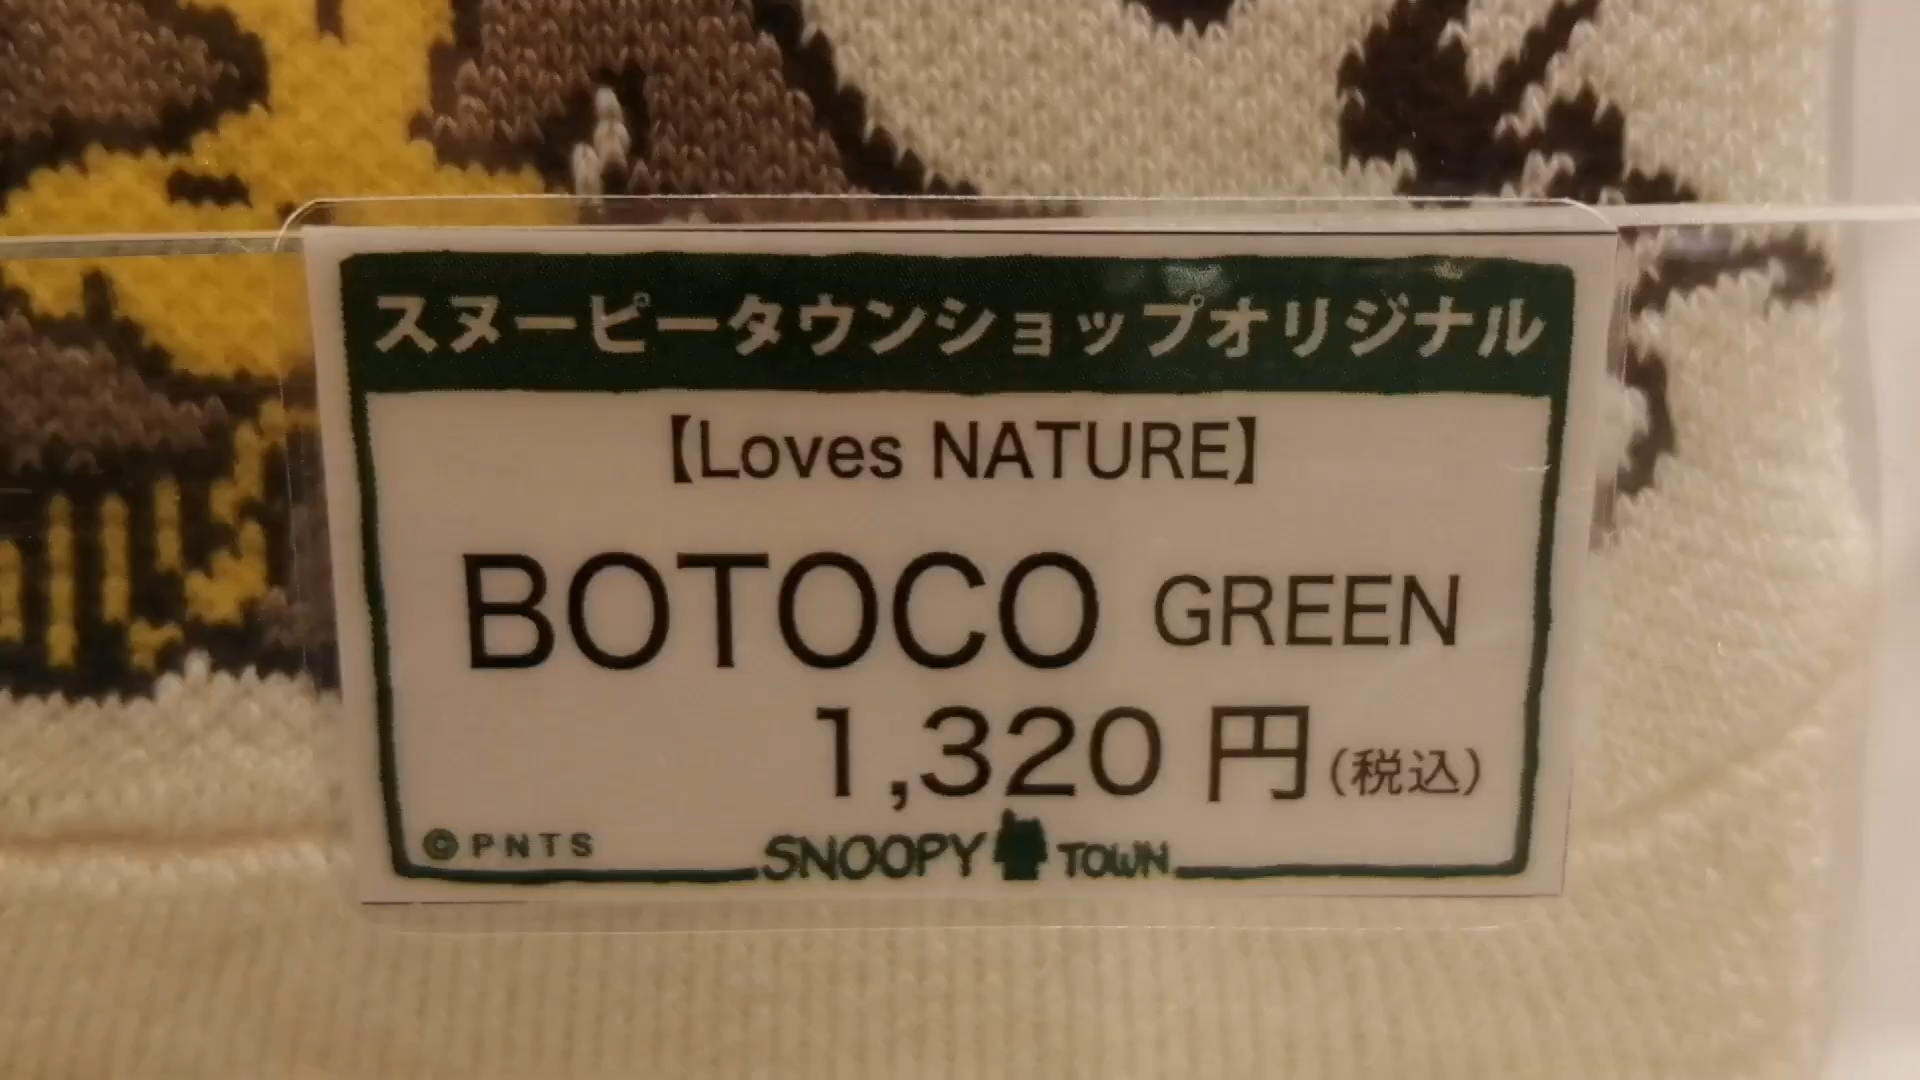 スヌーピータウンショップオリジナル
【Loves NATURE】
BOTOCO GREEN
1,320 円 (税込)
©PNTS SNOOPY TOWN